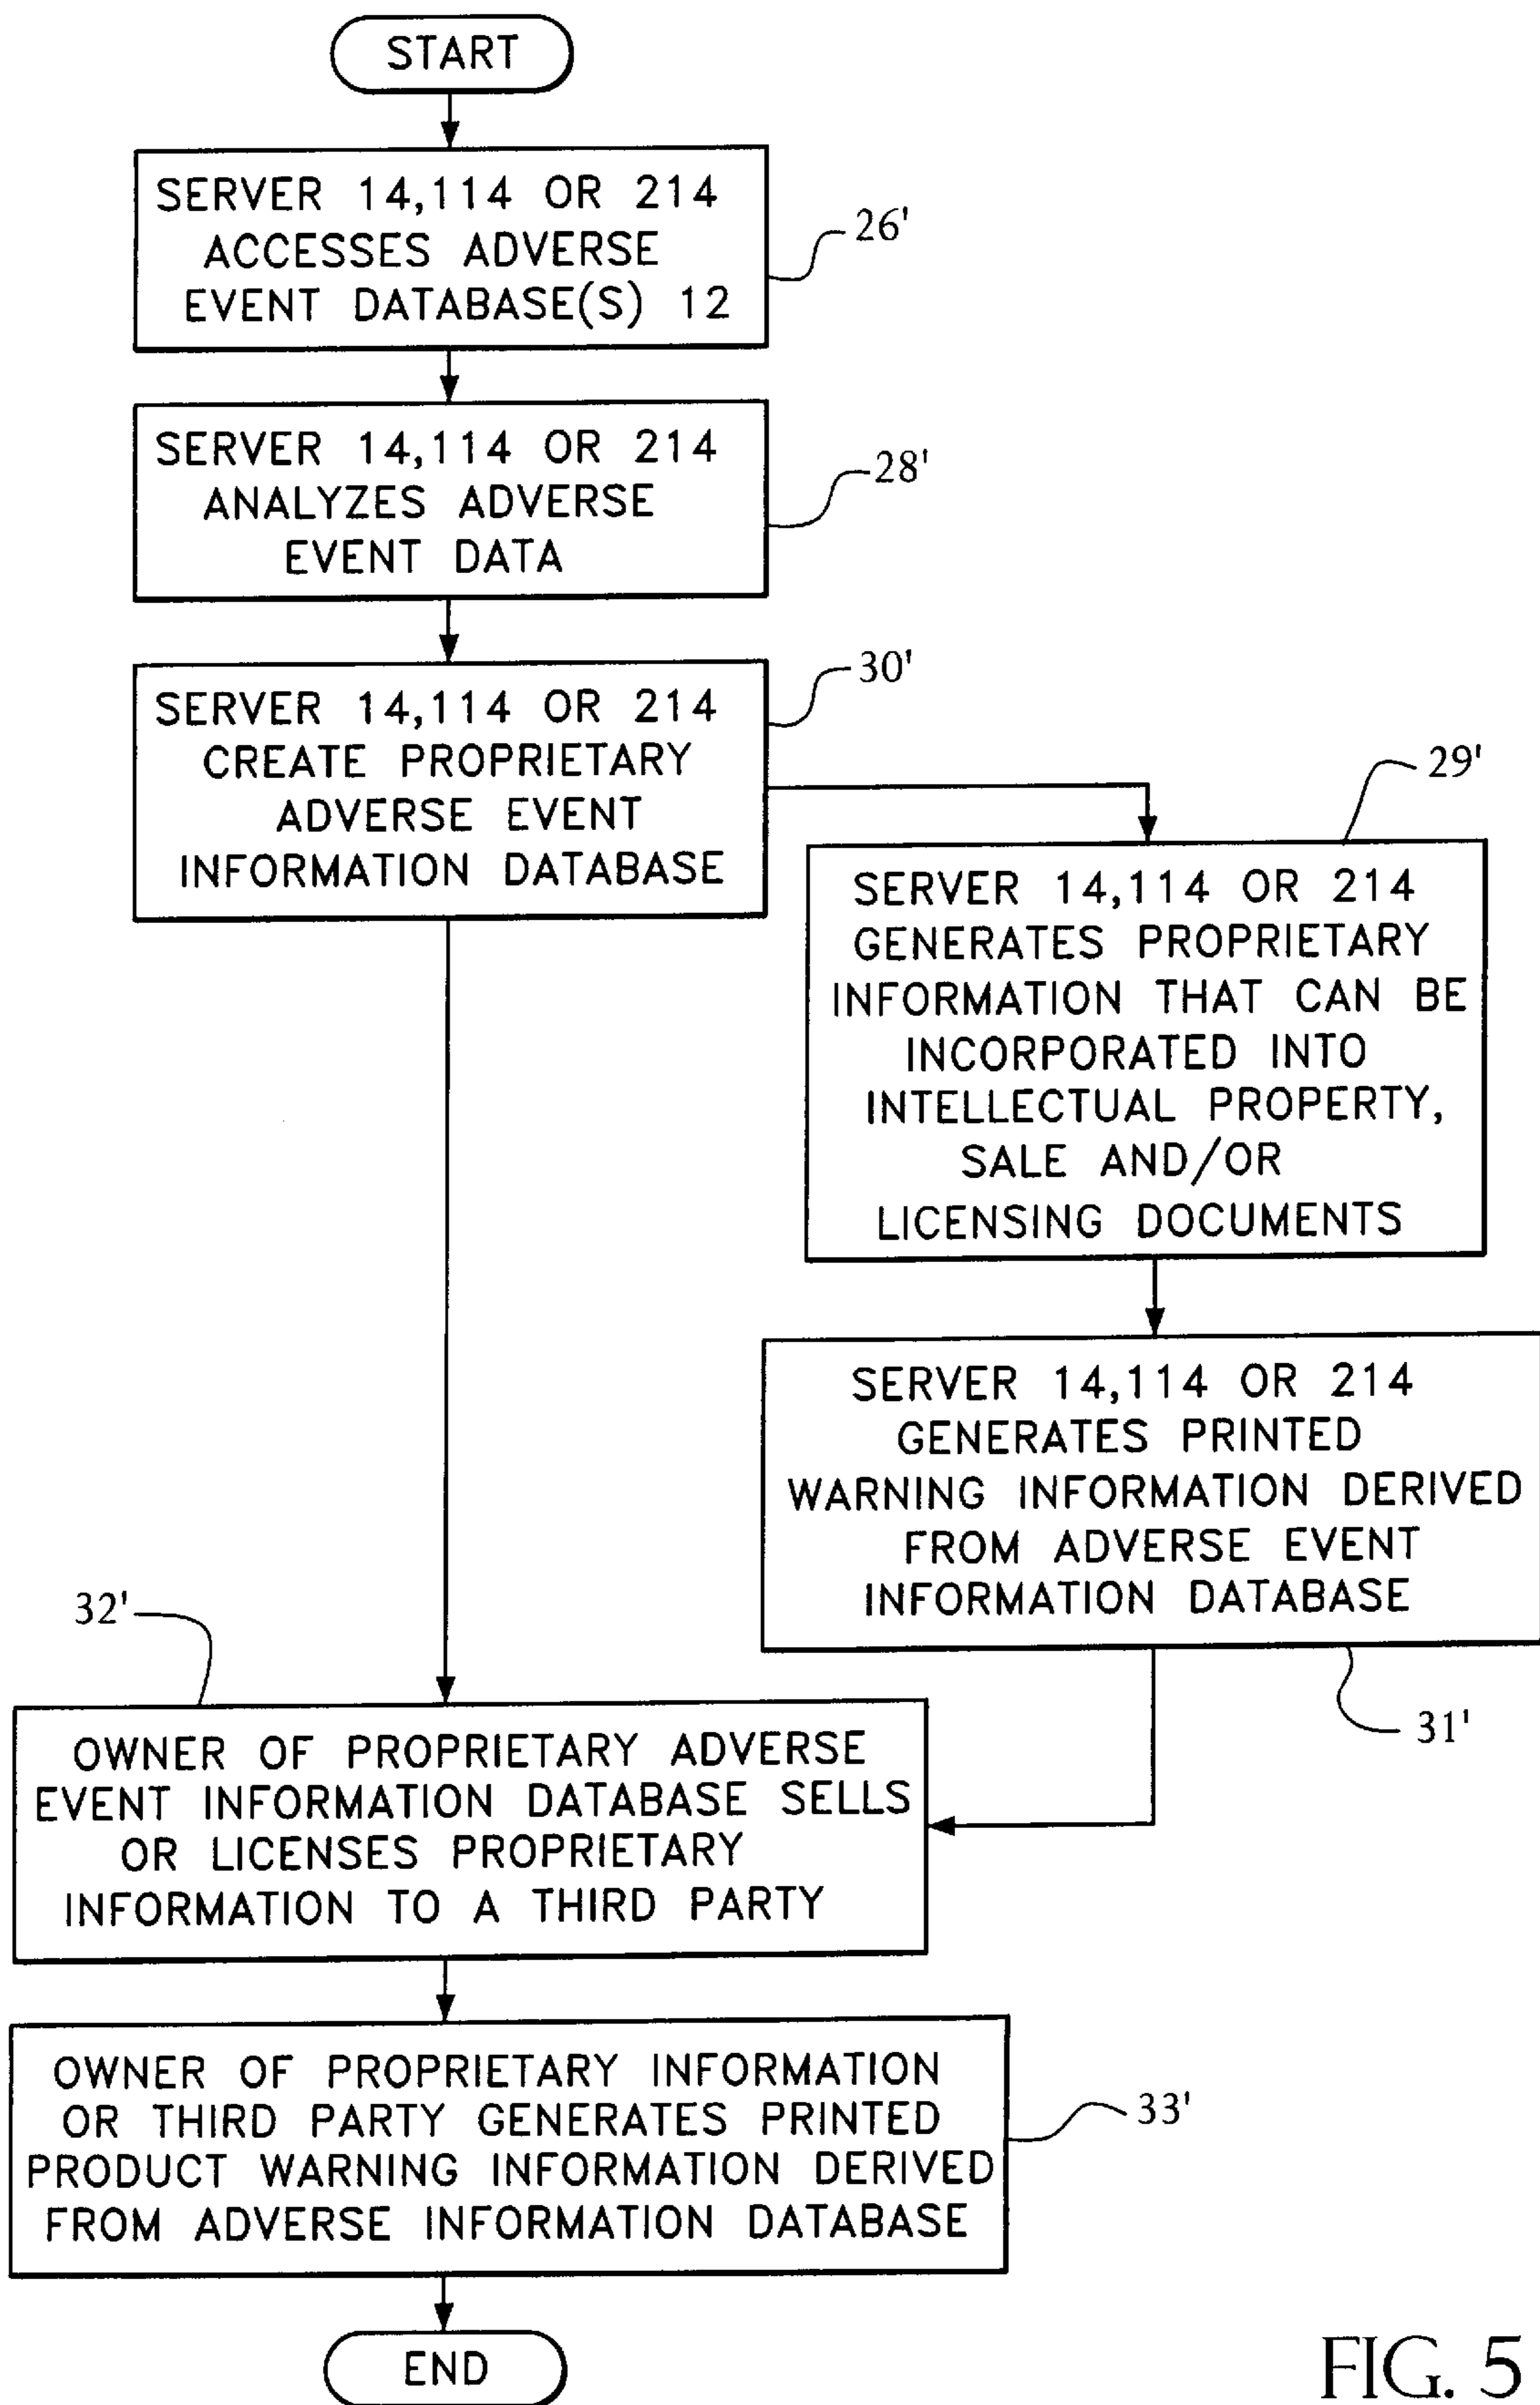 START
SERVER 14,114 OR 214
ACCESSES ADVERSE
EVENT DATABASE(S) 12
26'
SERVER 14,114 OR 214
ANALYZES ADVERSE
EVENT DATA
28'
SERVER 14,114 OR 214
CREATE PROPRIETARY
ADVERSE EVENT
INFORMATION DATABASE
30'
29'
SERVER 14,114 OR 214
GENERATES PROPRIETARY
INFORMATION THAT CAN BE
INCORPORATED INTO
INTELLECTUAL PROPERTY,
SALE AND/OR
LICENSING DOCUMENTS
SERVER 14,114 OR 214
GENERATES PRINTED
WARNING INFORMATION DERIVED
FROM ADVERSE EVENT
INFORMATION DATABASE
31'
32'
OWNER OF PROPRIETARY ADVERSE
EVENT INFORMATION DATABASE SELLS
OR LICENSES PROPRIETARY
INFORMATION TO A THIRD PARTY
OWNER OF PROPRIETARY INFORMATION
OR THIRD PARTY GENERATES PRINTED
PRODUCT WARNING INFORMATION DERIVED
FROM ADVERSE INFORMATION DATABASE
33'
END
FIG. 5